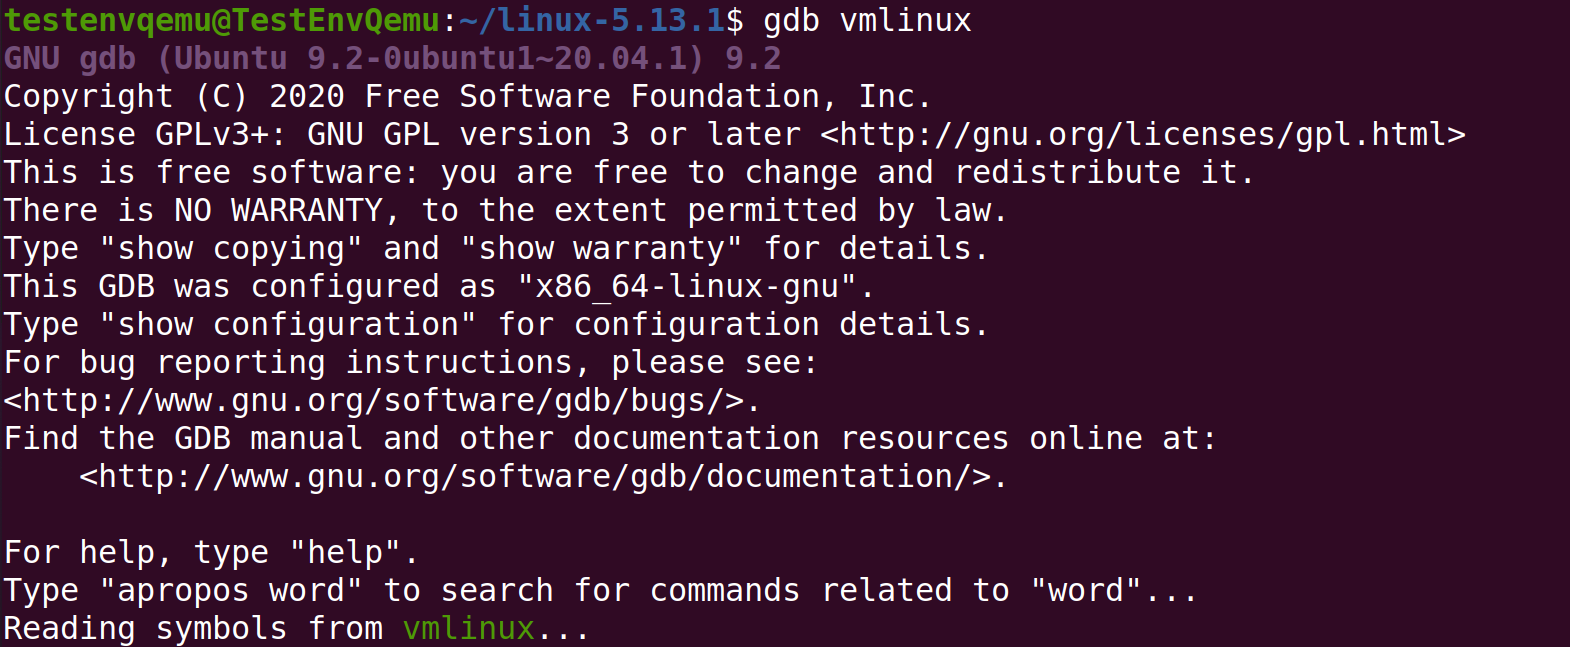 testenvqemu@TestEnvQemu:~/linux-5.13.1$ gdb vmlinux
GNU gdb (Ubuntu 9.2-0ubuntu1~20.04.1) 9.2
Copyright (C) 2020 Free Software Foundation, Inc.
License GPLv3+: GNU GPL version 3 or later <http://gnu.org/licenses/gpl.html>
This is free software: you are free to change and redistribute it.
There is NO WARRANTY, to the extent permitted by law.
Type "show copying" and "show warranty" for details.
This GDB was configured as "x86_64-linux-gnu".
Type "show configuration" for configuration details.
For bug reporting instructions, please see:
<http://www.gnu.org/software/gdb/bugs/>.
Find the GDB manual and other documentation resources online at:
    <http://www.gnu.org/software/gdb/documentation/>.

For help, type "help".
Type "apropos word" to search for commands related to "word"...
Reading symbols from vmlinux...